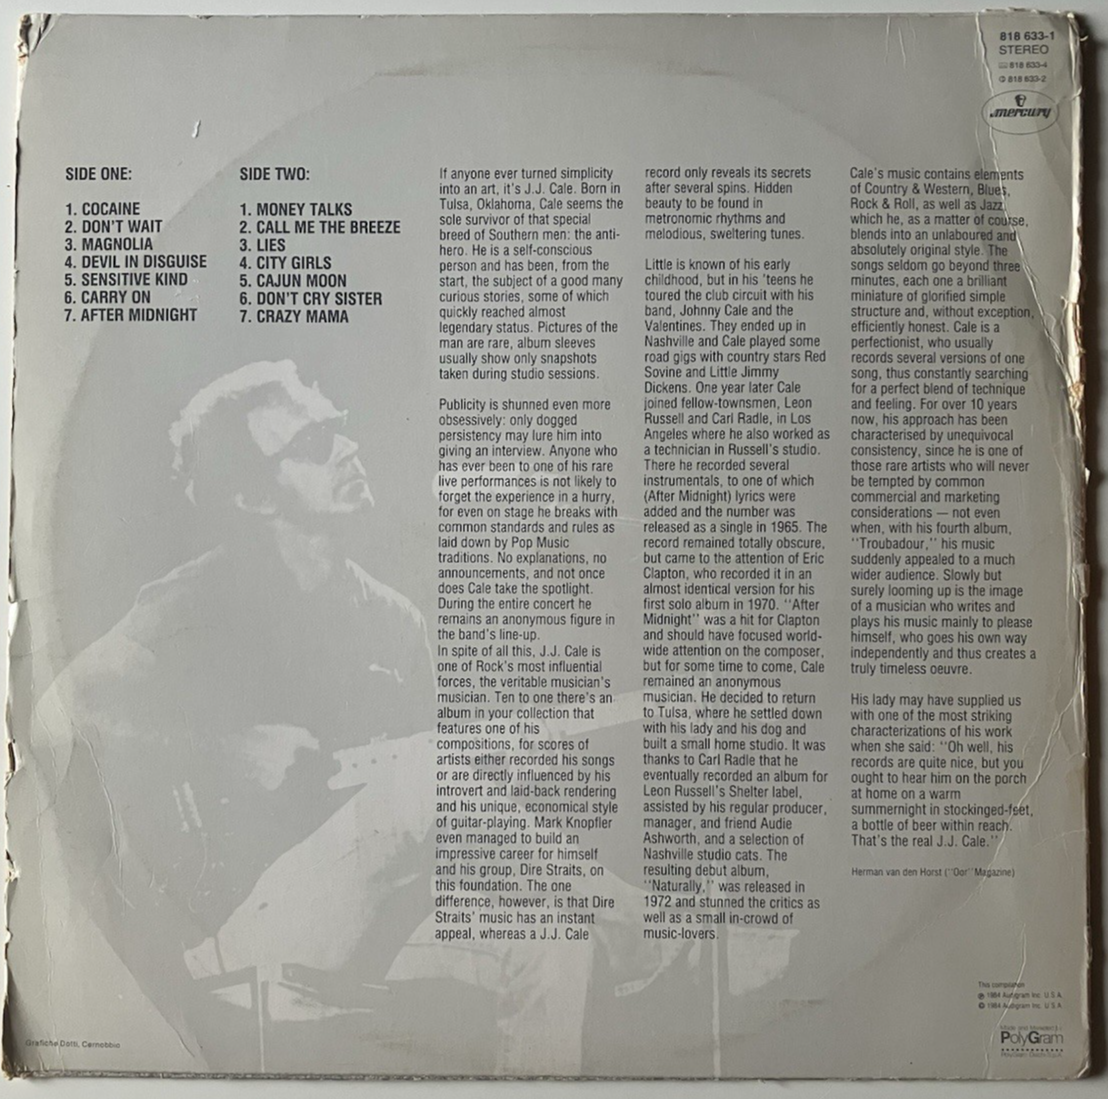 818 633-1
STEREO
818 633-4
818 633-2
mercury
SIDE ONE:
1. COCAINE
2. DON'T WAIT
3. MAGNOLIA
4. DEVIL IN DISGUISE
5. SENSITIVE KIND
6. CARRY ON
7. AFTER MIDNIGHT
SIDE TWO:
1. MONEY TALKS
2. CALL ME THE BREEZE
3. LIES
4. CITY GIRLS
5. CAJUN MOON
6. DON'T CRY SISTER
7. CRAZY MAMA
If anyone ever turned simplicity
into an art, it's J.J. Cale. Born in
Tulsa, Oklahoma, Cale seems the
sole survivor of that special
breed of Southern men: the anti-
hero. He is a self-conscious
person and has been, from the
start, the subject of a good many
curious stories, some of which
quickly reached almost
legendary status. Pictures of the
man are rare, album sleeves
usually show only snapshots
taken during studio sessions.
Publicity is shunned even more
obsessively: only dogged
persistency may lure him into
giving an interview. Anyone who
has ever been to one of his rare
live performances is not likely to
forget the experience in a hurry,
for even on stage he breaks with
common standards and rules as
laid down by Pop Music
traditions. No explanations, no
announcements, and not once
does Cale take the spotlight.
During the entire concert he
remains an anonymous figure in
the band's line-up.
In spite of all this, J.J. Cale is
one of Rock's most influential
forces, the veritable musician's
musician. Ten to one there's an
album in your collection that
features one of his
compositions, for scores of
artists either recorded his songs
or are directly influenced by his
introvert and laid-back rendering
and his unique, economical style
of guitar-playing. Mark Knopfler
even managed to build an
impressive career for himself
and his group, Dire Straits, on
this foundation. The one
difference, however, is that Dire
Straits' music has an instant
appeal, whereas a J.J. Cale
record only reveals its secrets
after several spins. Hidden
beauty to be found in
metronomic rhythms and
melodious, sweltering tunes.
Little is known of his early
childhood, but in his 'teens he
toured the club circuit with his
band, Johnny Cale and the
Valentines. They ended up in
Nashville and Cale played some
road gigs with country stars Red
Sovine and Little Jimmy
Dickens. One year later Cale
joined fellow-townsmen, Leon
Russell and Carl Radle, in Los
Angeles where he also worked as
a technician in Russell's studio.
There he recorded several
instrumentals, to one of which
(After Midnight) lyrics were
added and the number was
released as a single in 1965. The
record remained totally obscure,
but came to the attention of Eric
Clapton, who recorded it in an
almost identical version for his
first solo album in 1970. "After
Midnight" was a hit for Clapton
and should have focused world-
wide attention on the composer,
but for some time to come, Cale
remained an anonymous
musician. He decided to return
to Tulsa, where he settled down
with his lady and his dog and
built a small home studio. It was
thanks to Carl Radle that he
eventually recorded an album for
Leon Russell's Shelter label,
assisted by his regular producer,
manager, and friend Audie
Ashworth, and a selection of
Nashville studio cats. The
resulting debut album,
"Naturally," was released in
1972 and stunned the critics as
well as a small in-crowd of
music-lovers.
Cale's music contains elements
of Country & Western, Blues,
Rock & Roll, as well as Jazz
which he, as a matter of course,
blends into an unlaboured and
absolutely original style. The
songs seldom go beyond three
minutes, each one a brilliant
miniature of glorified simple
structure and, without exception,
efficiently honest. Cale is a
perfectionist, who usually
records several versions of one
song, thus constantly searching
for a perfect blend of technique
and feeling. For over 10 years
now, his approach has been
characterised by unequivocal
consistency, since he is one of
those rare artists who will never
be tempted by common
commercial and marketing
considerations — not even
when, with his fourth album,
"Troubadour," his music
suddenly appealed to a much
wider audience. Slowly but
surely looming up is the image
of a musician who writes and
plays his music mainly to please
himself, who goes his own way
independently and thus creates a
truly timeless oeuvre.
His lady may have supplied us
with one of the most striking
characterizations of his work
when she said: "Oh well, his
records are quite nice, but you
ought to hear him on the porch
at home on a warm
summernight in stockinged-feet,
a bottle of beer within reach.
That's the real J.J. Cale."
Herman van den Horst ("Oor" Magazine)
This compilation
℗ 1984 Autogram Inc. U.S.A.
© 1984 Autogram Inc. U.S.A.
PolyGram
Grafiche Dotti, Cernobbio